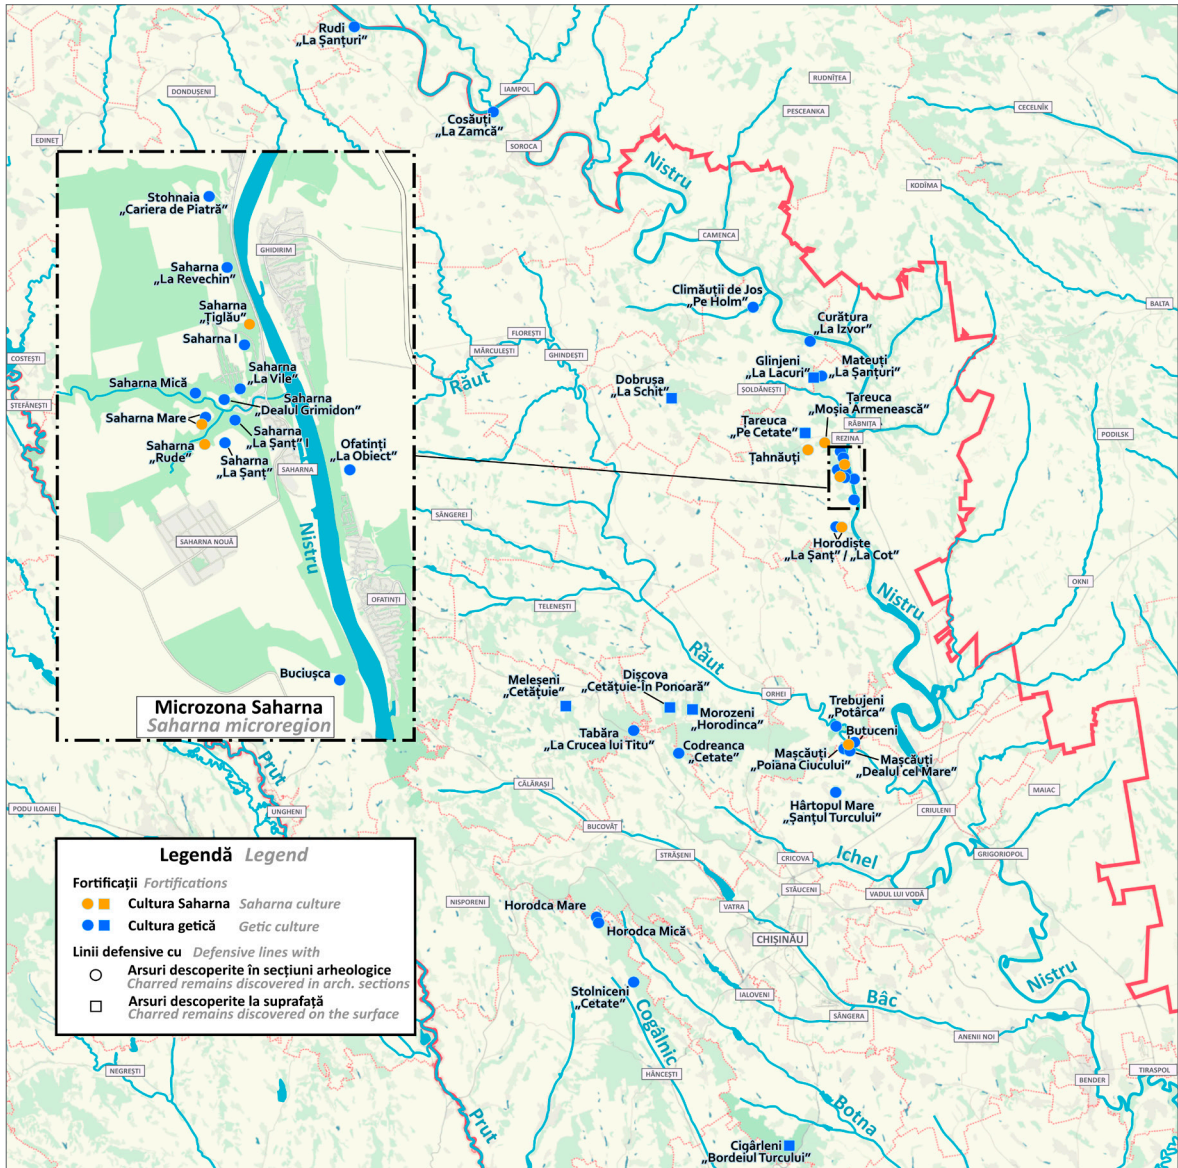 Rudi
„La Șanțuri”
DONDUȘENI
IAMPOL
RUDNÎȚEA
CECELNÎK
PESCEANKA
Cosăuți
„La Zamcă”
EDINEȚ
SOROCA
Nistru
KODÎMA
Stohnaia
„Cariera de Piatră”
CAMENCA
GHIDIRIM
Saharna
„La Revechin”
Climăuții de Jos
„Pe Holm”
BALTA
Saharna
„Țiglău”
Curătura
„La Izvor”
Saharna I
FLOREȘTI
MĂRCULEȘTI
GHINDEȘTI
COSTEȘTI
Glinjeni
„La Lacuri”
Mateuți
„La Șanțuri”
Răut
Saharna
„La Vile”
Saharna Mică
Dobrușa
„La Schit”
ȘOLDĂNEȘTI
ȘTEFĂNEȘTI
Saharna
„Dealul Grimidon”
Țareuca
„Moșia Armenească”
Saharna Mare
RÂBNIȚA
Țareuca
„Pe Cetate”
REZINA
PODILSK
Saharna
„La Șanț” I
Saharna
„Rude”
Saharna
„La Șanț”
Ofatinți
„La Obiect”
Țahnăuți
SAHARNA
SÂNGEREI
Nistru
SAHARNA NOUĂ
Horodiște
„La Șanț” / „La Cot”
OFATINȚI
TELENEȘTI
OKNI
Nistru
Răut
Buciușca
Meleșeni
„Cetățuie”
Dișcova
„Cetățuie-În Ponoară”
ORHEI
Trebujeni
„Potârca”
Microzona Saharna
Saharna microregion
Morozeni
„Horodinca”
Tabăra
„La Crucea lui Titu”
Butuceni
Codreanca
„Cetate”
Mașcăuți
„Poiana Ciucului”
Mașcăuți
„Dealul cel Mare”
Prut
CĂLĂRAȘI
MAIAC
Hârtopul Mare
„Șanțul Turcului”
PODU ILOAIEI
UNGHENI
CRIULENI
BUCOVĂȚ
Ichel
STRĂȘENI
CRICOVA
GRIGORIOPOL
Legendă Legend
STĂUCENI
VADUL LUI VODĂ
Fortificații Fortifications
Cultura Saharna Saharna culture
Cultura getică Getic culture
Linii defensive cu Defensive lines with
Arsuri descoperite în secțiuni arheologice
Charred remains discovered in arch. sections
Arsuri descoperite la suprafață
Charred remains discovered on the surface
NISPORENI
Horodca Mare
VATRA
Horodca Mică
CHIȘINĂU
Stolniceni
„Cetate”
Nistru
IALOVENI
Bâc
Cogâlnic
SÂNGERA
ANENII NOI
NEGREȘTI
HÂNCEȘTI
BENDER
TIRASPOL
Botna
Prut
Cigârleni
„Bordeiul Turcului”